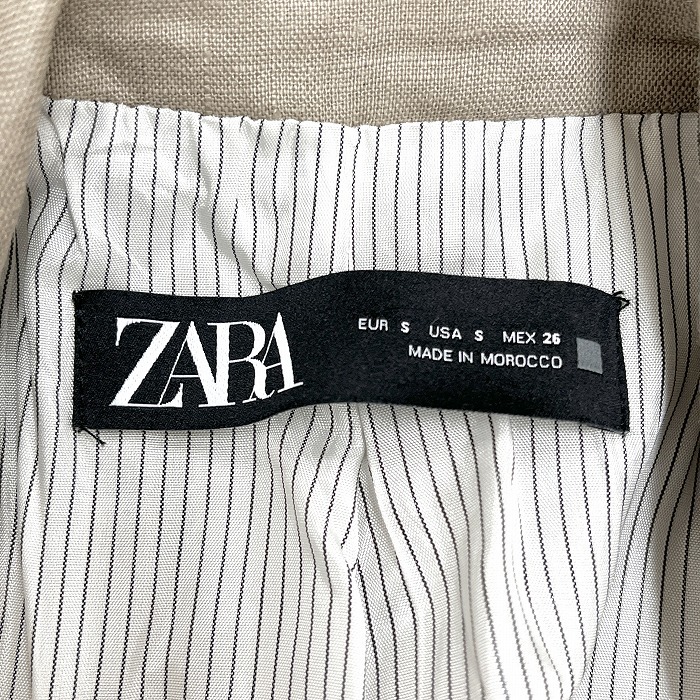 ZARA
EUR S USA S MEX 26
MADE IN MOROCCO